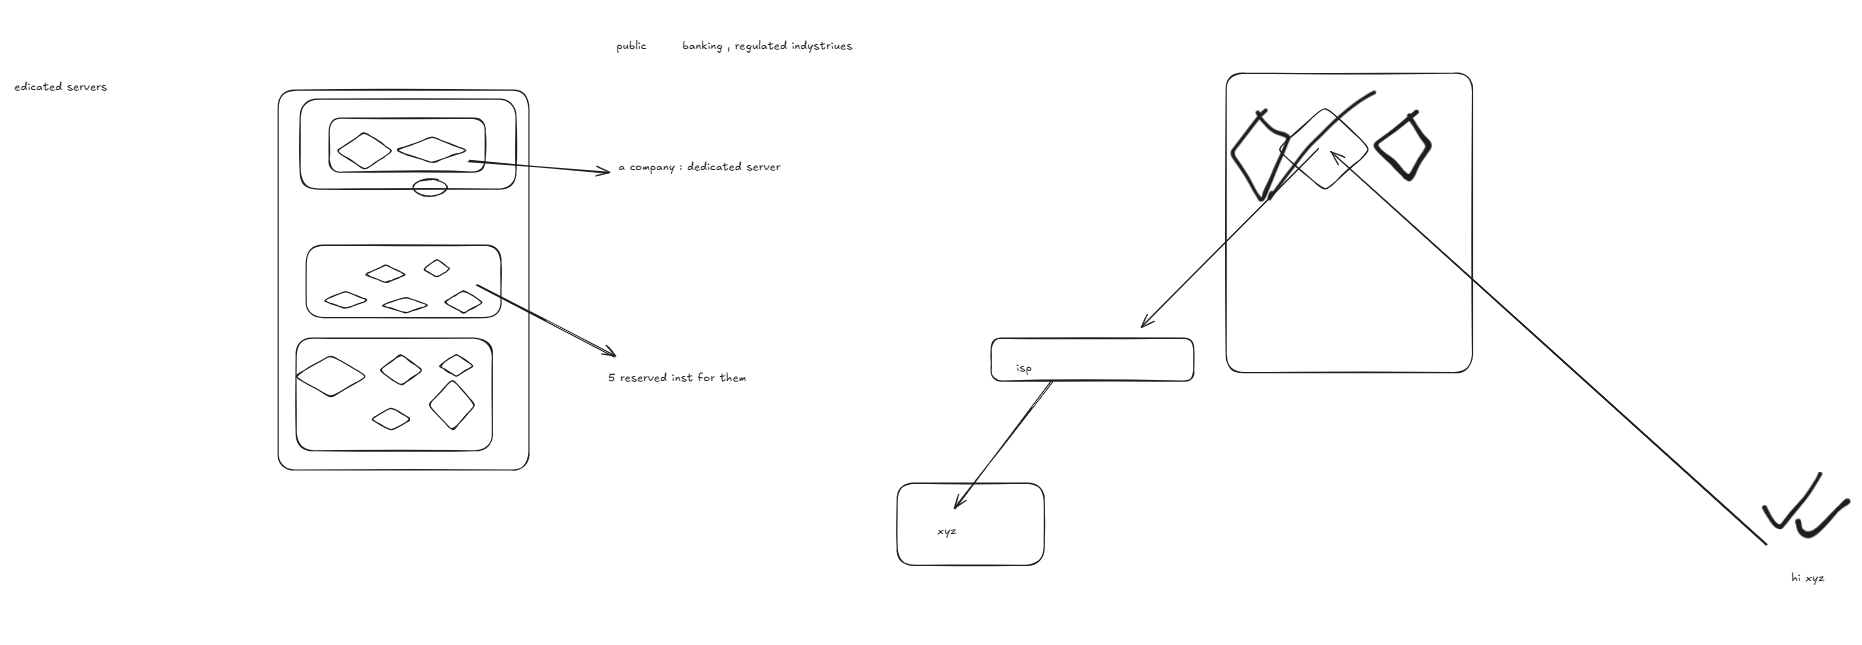 public banking , regulated indystriues
edicated servers
a company : dedicated server
5 reserved inst for them
isp
xyz
hi xyz